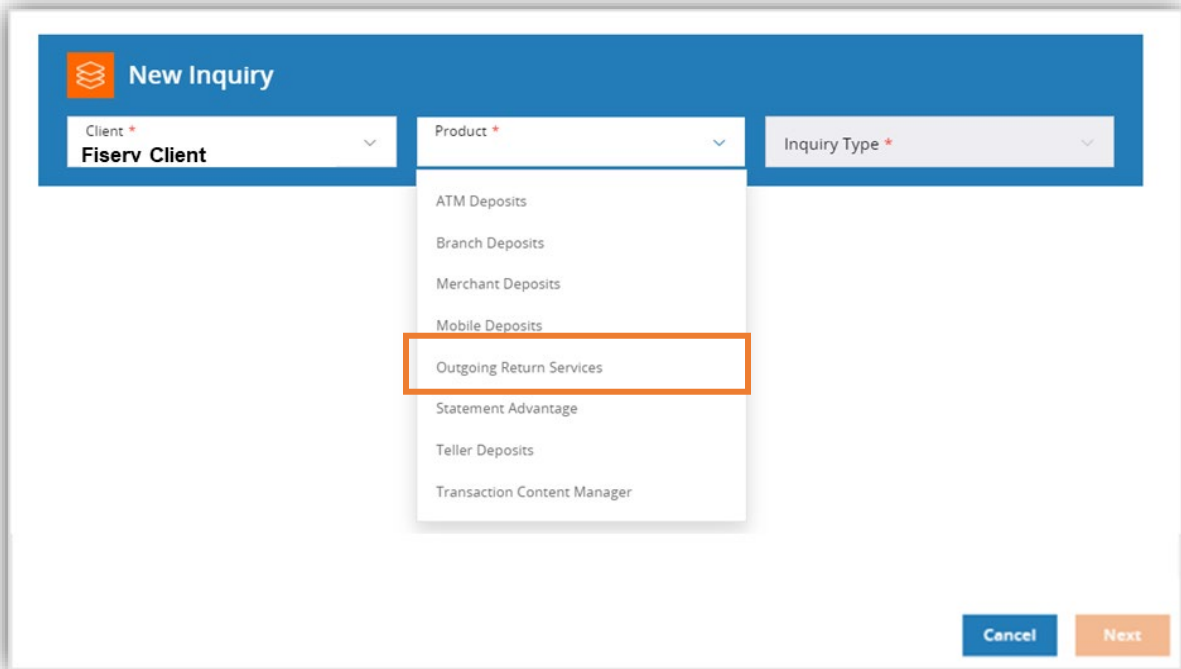 New Inquiry
Client *
Fiserv Client
Product *
Inquiry Type *
ATM Deposits
Branch Deposits
Merchant Deposits
Mobile Deposits
Outgoing Return Services
Statement Advantage
Teller Deposits
Transaction Content Manager
Cancel
Next